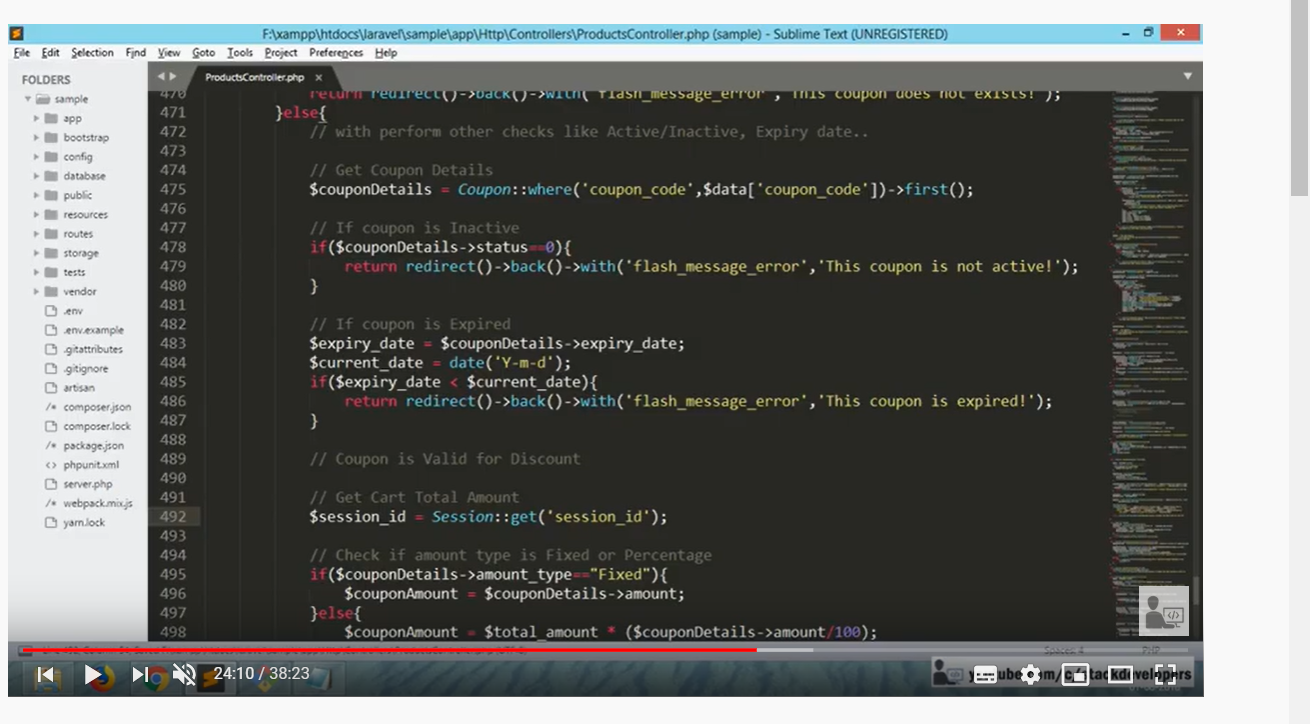 F:\xampp\htdocs\laravel\sample\app\Http\Controllers\ProductsController.php (sample) - Sublime Text (UNREGISTERED)
File Edit Selection Find View Goto Tools Project Preferences Help
FOLDERS
sample
app
bootstrap
config
database
public
resources
routes
storage
tests
vendor
.env
.env.example
.gitattributes
.gitignore
artisan
/* composer.json
composer.lock
/* package.json
<> phpunit.xml
server.php
/* webpack.mix.js
yarn.lock
ProductsController.php ×
470 return redirect()->back()->with('flash_message_error','This coupon does not exists!');
471 }else{
472 // with perform other checks like Active/Inactive, Expiry date..
473
474 // Get Coupon Details
475 $couponDetails = Coupon::where('coupon_code',$data['coupon_code'])->first();
476
477 // If coupon is Inactive
478 if($couponDetails->status==0){
479 return redirect()->back()->with('flash_message_error','This coupon is not active!');
480 }
481
482 // If coupon is Expired
483 $expiry_date = $couponDetails->expiry_date;
484 $current_date = date('Y-m-d');
485 if($expiry_date < $current_date){
486 return redirect()->back()->with('flash_message_error','This coupon is expired!');
487 }
488
489 // Coupon is Valid for Discount
490
491 // Get Cart Total Amount
492 $session_id = Session::get('session_id');
493
494 // Check if amount type is Fixed or Percentage
495 if($couponDetails->amount_type=="Fixed"){
496 $couponAmount = $couponDetails->amount;
497 }else{
498 $couponAmount = $total_amount * ($couponDetails->amount/100);
Spaces: 4 PHP
24:10 / 38:23